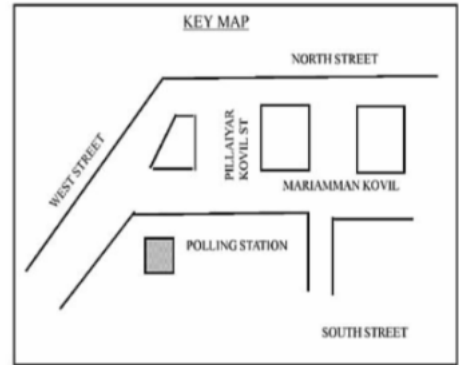 KEY MAP
NORTH STREET
WEST STREET
PILLAIYAR
KOVIL ST
MARIAMMAN KOVIL
POLLING STATION
SOUTH STREET